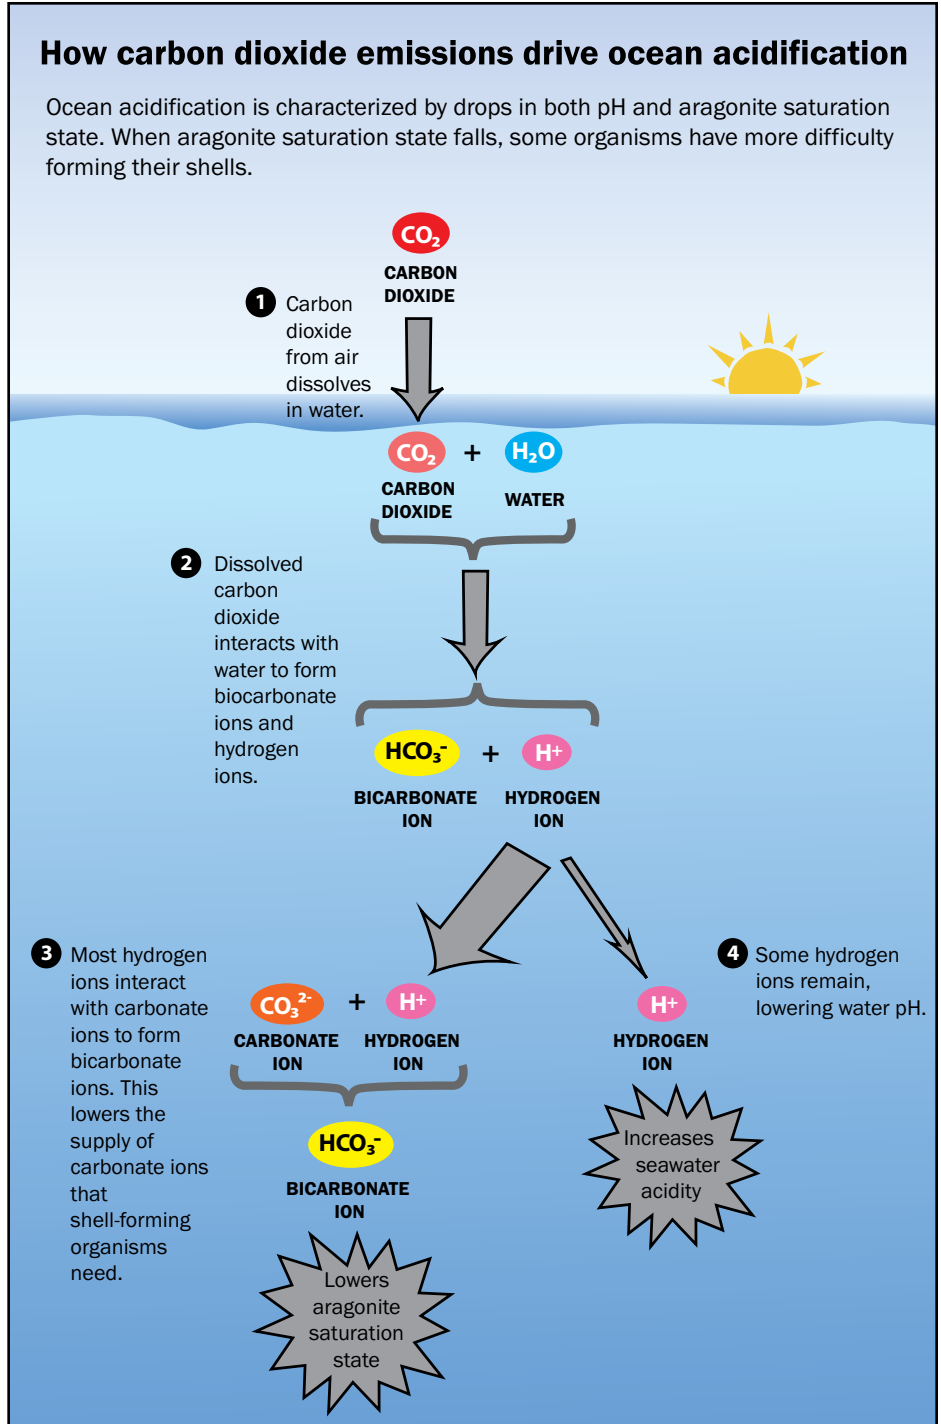 How carbon dioxide emissions drive ocean acidification
Ocean acidification is characterized by drops in both pH and aragonite saturation
state. When aragonite saturation state falls, some organisms have more difficulty
forming their shells.
CO₂
CARBON
DIOXIDE
1 Carbon
dioxide
from air
dissolves
in water.
CO₂ + H₂O
CARBON
DIOXIDE
WATER
2 Dissolved
carbon
dioxide
interacts with
water to form
biocarbonate
ions and
hydrogen
ions.
HCO₃⁻ + H⁺
BICARBONATE
ION
HYDROGEN
ION
3 Most hydrogen
ions interact
with carbonate
ions to form
bicarbonate
ions. This
lowers the
supply of
carbonate ions
that
shell-forming
organisms
need.
CO₃²⁻ + H⁺
CARBONATE
ION
HYDROGEN
ION
HCO₃⁻
BICARBONATE
ION
Lowers
aragonite
saturation
state
4 Some hydrogen
ions remain,
lowering water pH.
H⁺
HYDROGEN
ION
Increases
seawater
acidity